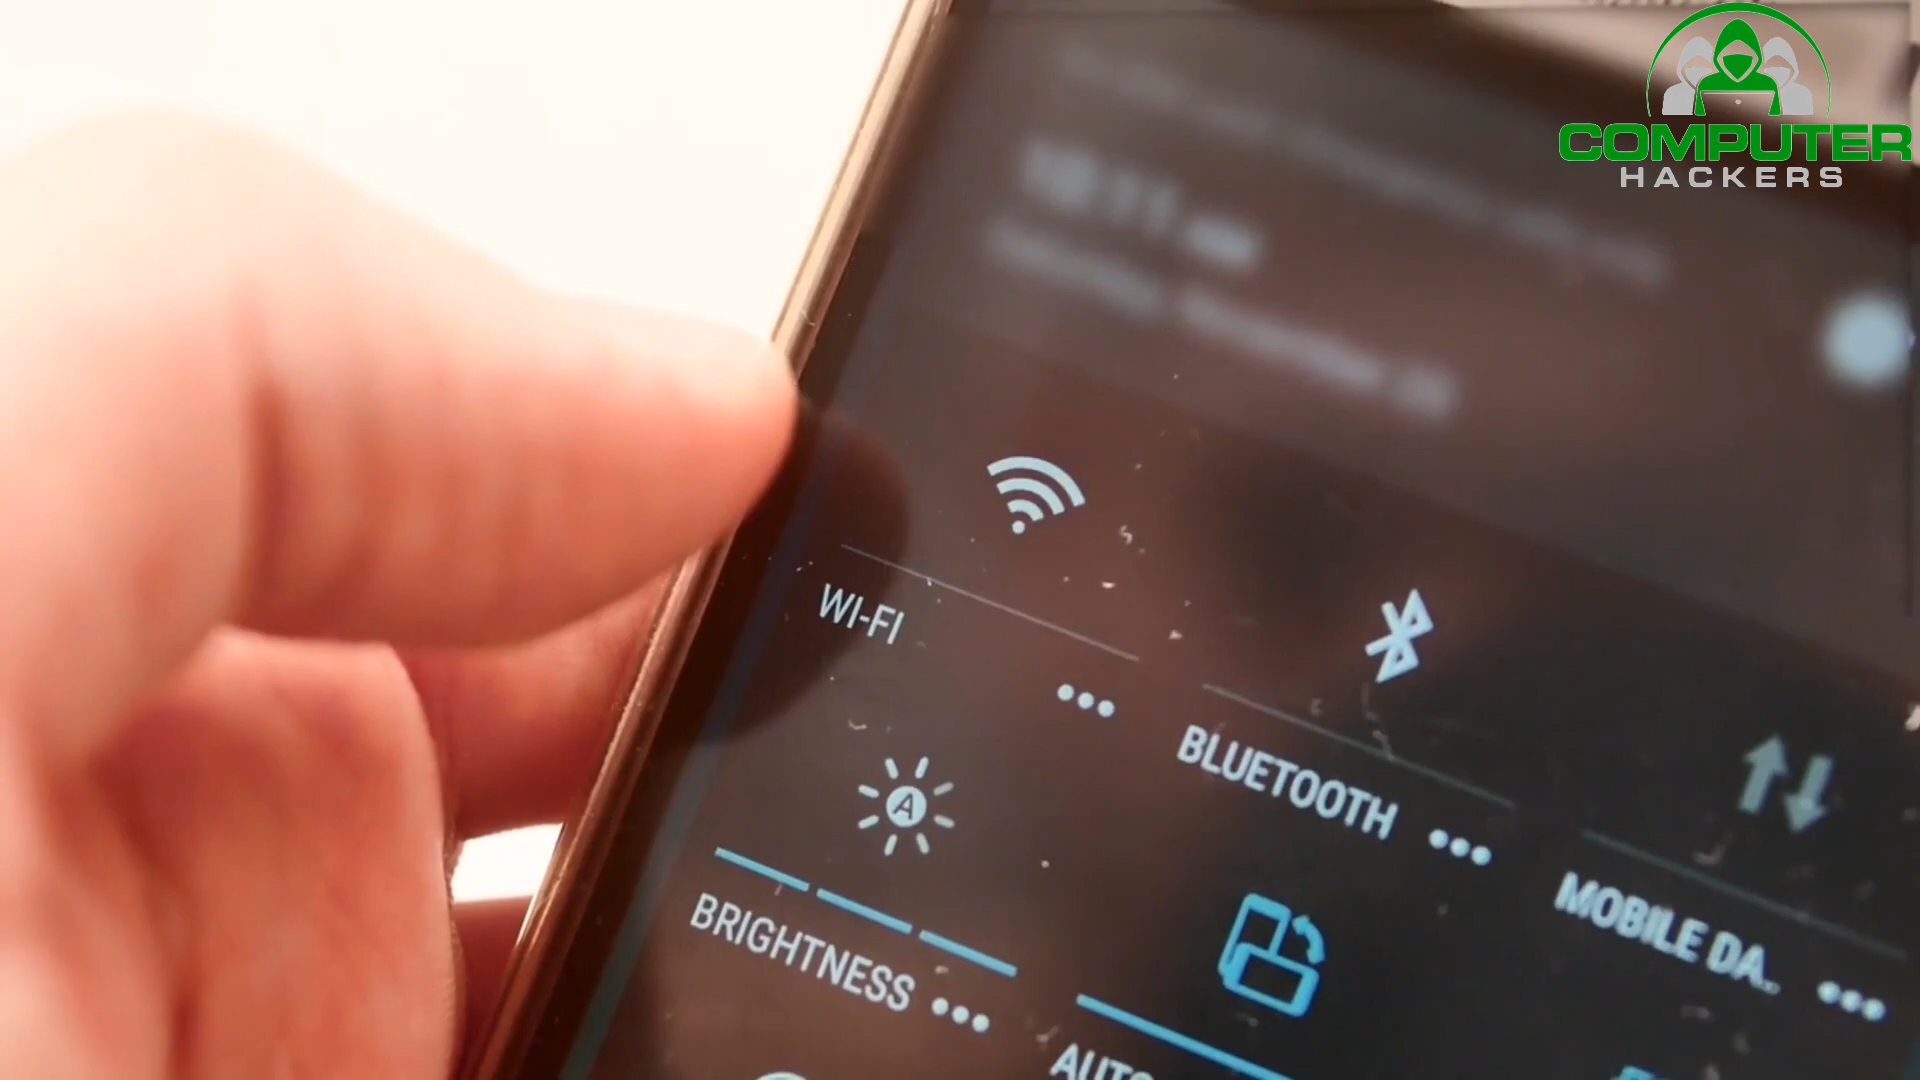 COMPUTER
HACKERS
WI-FI
BLUETOOTH
MOBILE DA..
BRIGHTNESS
A